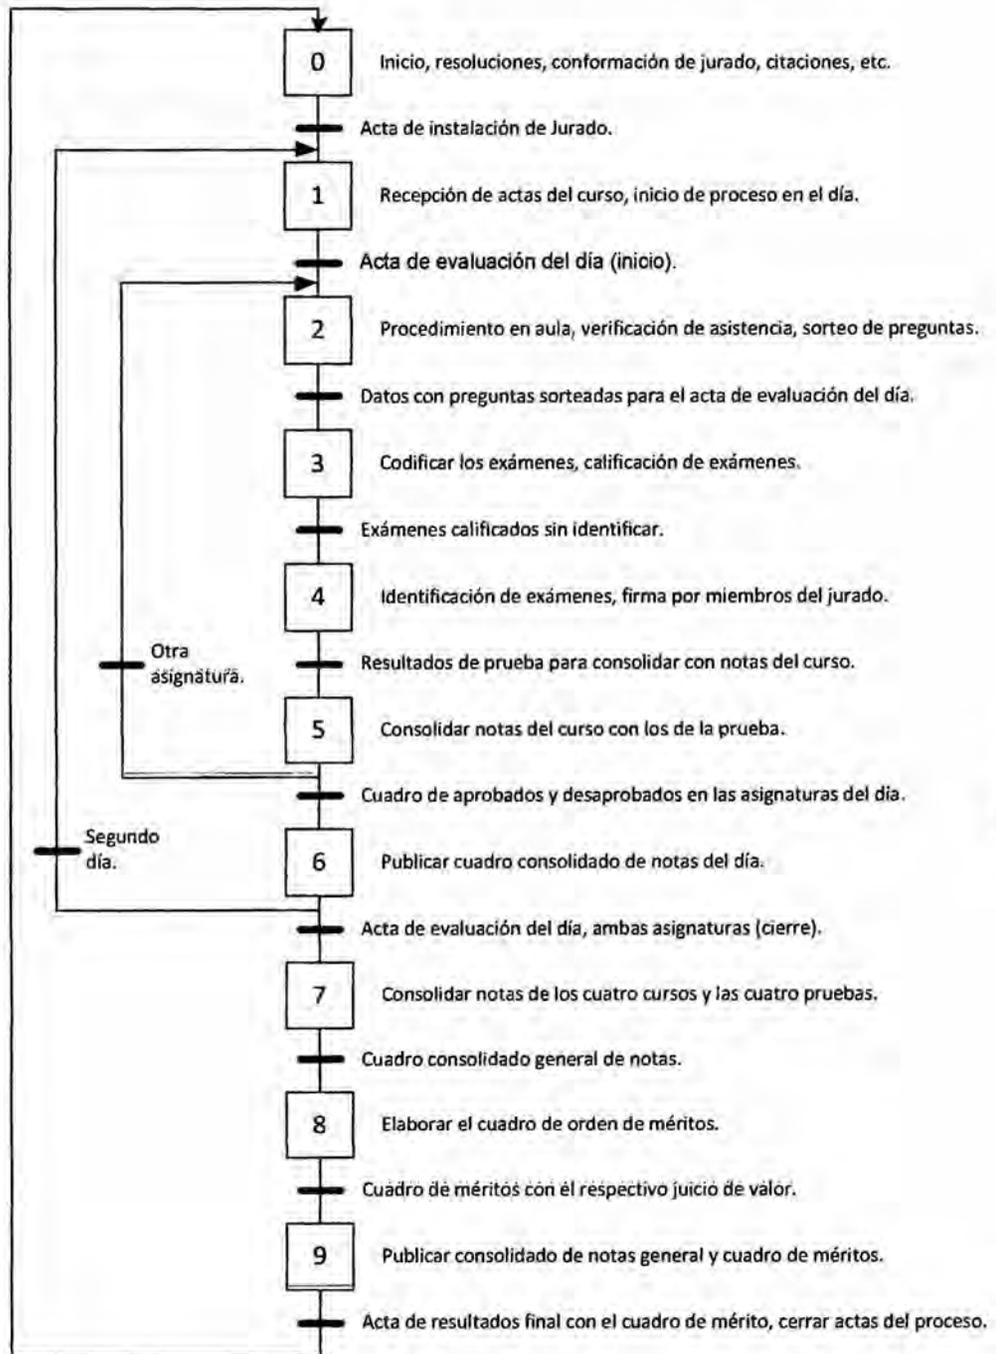 0
Inicio, resoluciones, conformación de jurado, citaciones, etc.
Acta de instalación de Jurado.
1
Recepción de actas del curso, inicio de proceso en el día.
Acta de evaluación del día (inicio).
2
Procedimiento en aula, verificación de asistencia, sorteo de preguntas.
Datos con preguntas sorteadas para el acta de evaluación del día.
3
Codificar los exámenes, calificación de exámenes.
Exámenes calificados sin identificar.
4
Identificación de exámenes, firma por miembros del jurado.
Otra
asignatura.
Resultados de prueba para consolidar con notas del curso.
5
Consolidar notas del curso con los de la prueba.
Cuadro de aprobados y desaprobados en las asignaturas del día.
Segundo
día.
6
Publicar cuadro consolidado de notas del día.
Acta de evaluación del día, ambas asignaturas (cierre).
7
Consolidar notas de los cuatro cursos y las cuatro pruebas.
Cuadro consolidado general de notas.
8
Elaborar el cuadro de orden de méritos.
Cuadro de méritos con el respectivo juicio de valor.
9
Publicar consolidado de notas general y cuadro de méritos.
Acta de resultados final con el cuadro de mérito, cerrar actas del proceso.